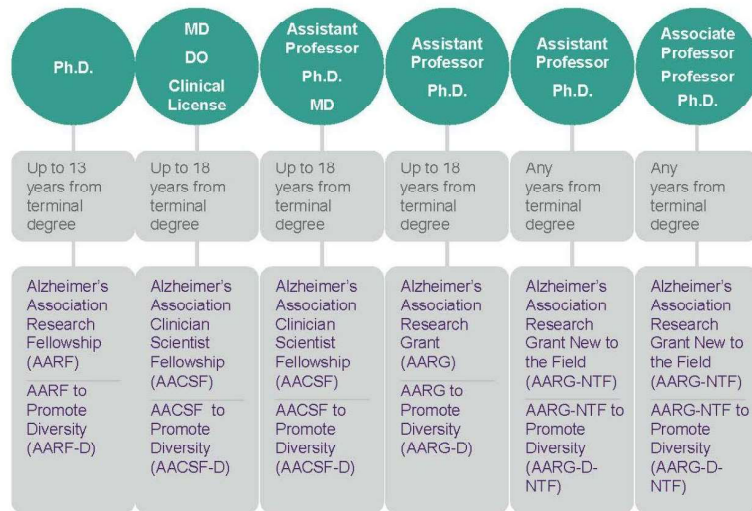 Ph.D.
MD
DO
Clinical
License
Assistant
Professor
Ph.D.
MD
Assistant
Professor
Ph.D.
Assistant
Professor
Ph.D.
Associate
Professor
Professor
Ph.D.
Up to 13
years from
terminal
degree
Up to 18
years from
terminal
degree
Up to 18
years from
terminal
degree
Up to 18
years from
terminal
degree
Any
years from
terminal
degree
Any
years from
terminal
degree
Alzheimer's
Association
Research
Fellowship
(AARF)
AARF to
Promote
Diversity
(AARF-D)
Alzheimer's
Association
Clinician
Scientist
Fellowship
(AACSF)
AACSF to
Promote
Diversity
(AACSF-D)
Alzheimer's
Association
Clinician
Scientist
Fellowship
(AACSF)
AACSF to
Promote
Diversity
(AACSF-D)
Alzheimer's
Association
Research
Grant
(AARG)
AARG to
Promote
Diversity
(AARG-D)
Alzheimer's
Association
Research
Grant New to
the Field
(AARG-NTF)
AARG-NTF to
Promote
Diversity
(AARG-D-
NTF)
Alzheimer's
Association
Research
Grant New to
the Field
(AARG-NTF)
AARG-NTF to
Promote
Diversity
(AARG-D-
NTF)